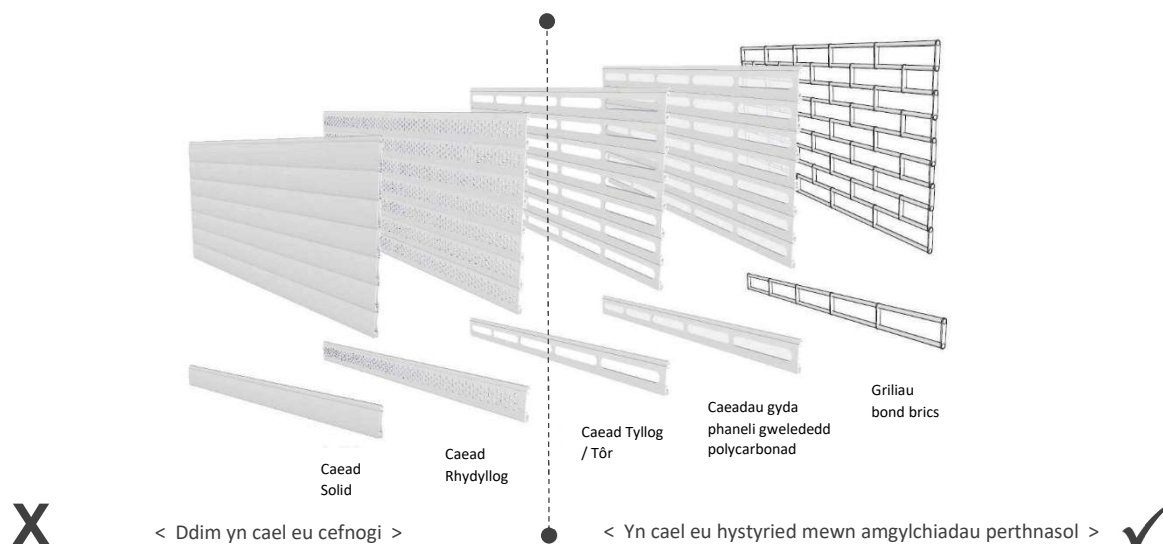 Caead
Solid
Caead
Rhydyllog
Caead Tyllog
/ Tôr
Caeadau gyda
phaneli gwelededd
polycarbonad
Griliau
bond brics
X
< Ddim yn cael eu cefnogi >
< Yn cael eu hystyried mewn amgylchiadau perthnasol >
✓